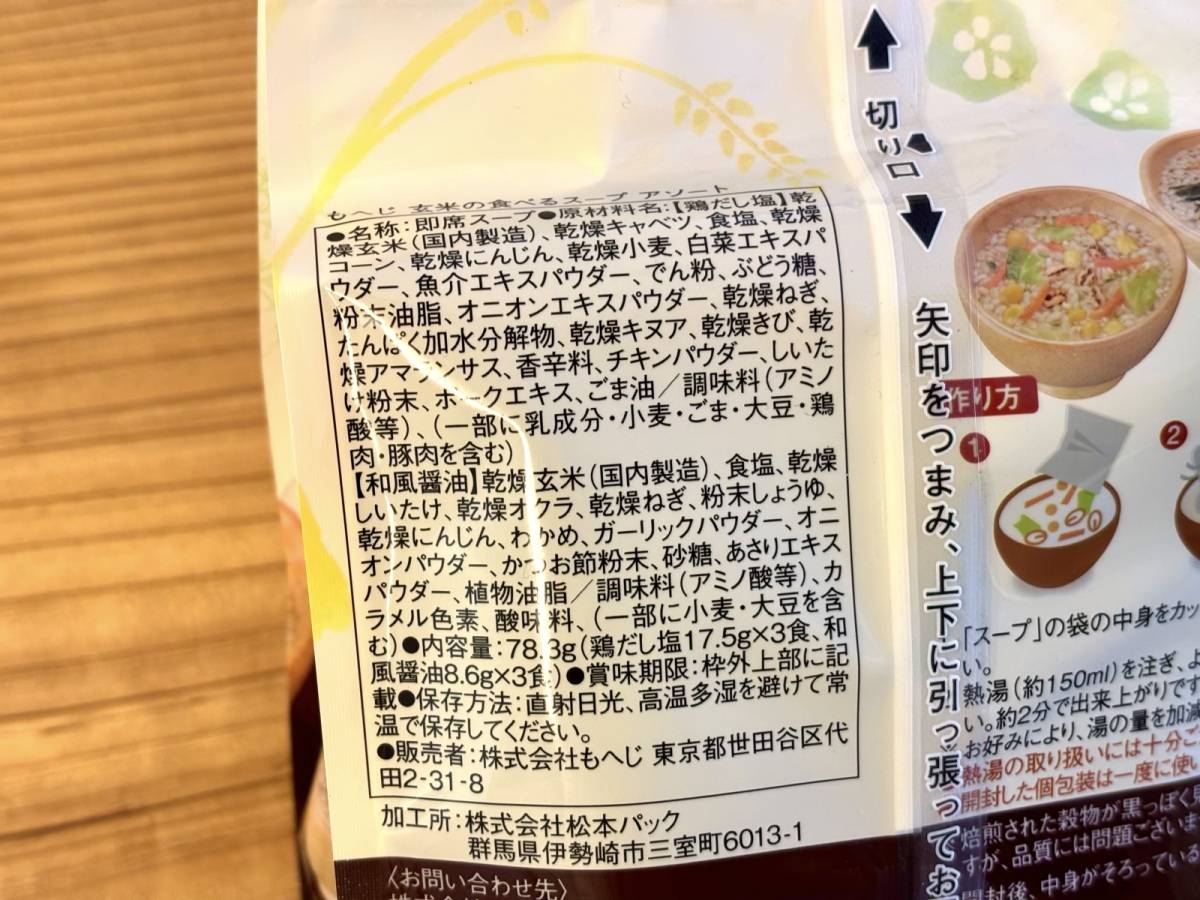 もへじ 玄米の食べるスープ アソート
●名称：即席スープ●原材料名：【鶏だし塩】乾
燥玄米（国内製造）、乾燥キャベツ、食塩、乾燥
コーン、乾燥にんじん、乾燥小麦、白菜エキスパ
ウダー、魚介エキスパウダー、でん粉、ぶどう糖、
粉末油脂、オニオンエキスパウダー、乾燥ねぎ、
たんぱく加水分解物、乾燥キヌア、乾燥きび、乾
燥アマランサス、香辛料、チキンパウダー、しいた
け粉末、ポークエキス、ごま油／調味料（アミノ
酸等）、（一部に乳成分・小麦・ごま・大豆・鶏
肉・豚肉を含む）
【和風醤油】乾燥玄米（国内製造）、食塩、乾燥
しいたけ、乾燥オクラ、乾燥ねぎ、粉末しょうゆ、
乾燥にんじん、わかめ、ガーリックパウダー、オニ
オンパウダー、かつお節粉末、砂糖、あさりエキス
パウダー、植物油脂／調味料（アミノ酸等）、カ
ラメル色素、酸味料、（一部に小麦・大豆を含
む）●内容量：78.3g（鶏だし塩17.5g×3食、和
風醤油8.6g×3食）●賞味期限：枠外上部に記
載●保存方法：直射日光、高温多湿を避けて常
温で保存してください。
●販売者：株式会社もへじ 東京都世田谷区代
田2-31-8
加工所：株式会社松本パック
群馬県伊勢崎市三室町6013-1
〈お問い合わせ先〉
切り口
矢印をつまみ、上下に引っ張ってお
作り方
1
2
「スープ」の袋の中身をカッ
い。
熱湯（約150ml）を注ぎ、よ
い。約2分で出来上がりです
お好みにより、湯の量を加減
熱湯の取り扱いには十分ご
開封した個包装は一度に使い
焙煎された穀物が黒っぽく
すが、品質には問題ございま
開封後、中身がそろっている